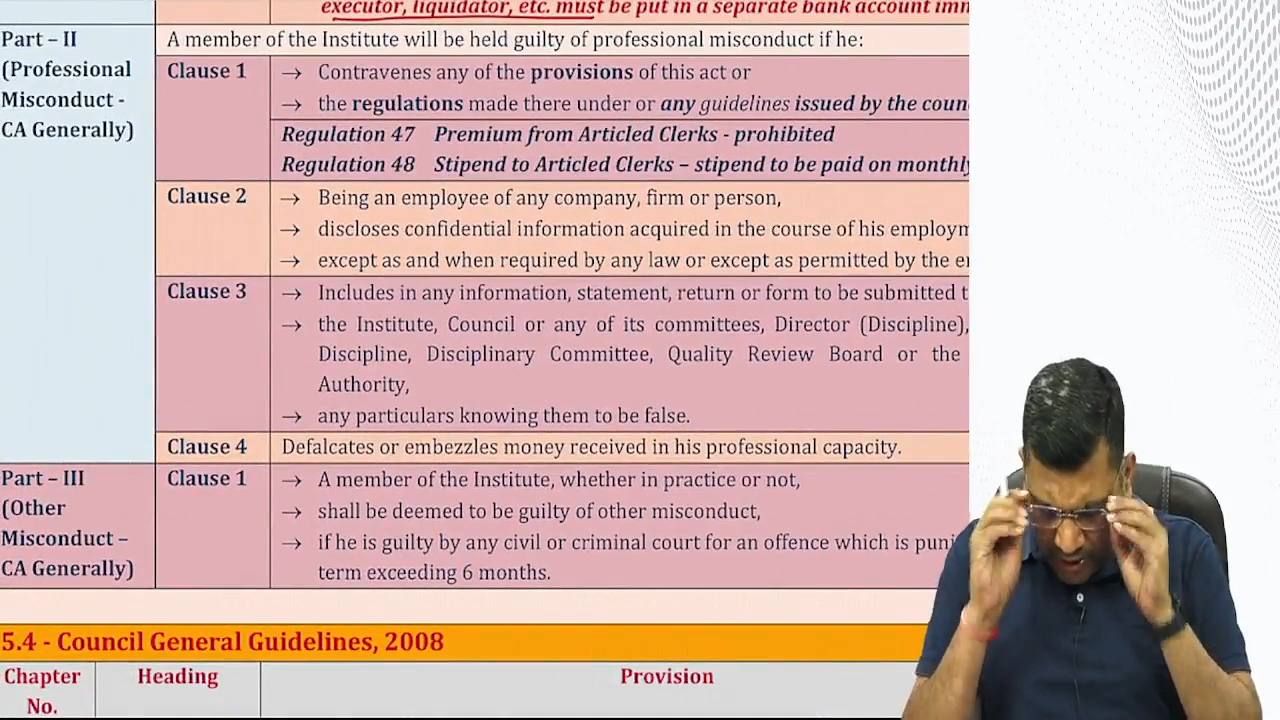 executor, liquidator, etc. must be put in a separate bank account
Part – II
(Professional
Misconduct -
CA Generally)
A member of the Institute will be held guilty of professional misconduct if he:
Clause 1
→ Contravenes any of the provisions of this act or
→ the regulations made there under or any guidelines issued by the
Regulation 47 Premium from Articled Clerks - prohibited
Regulation 48 Stipend to Articled Clerks – stipend to be paid on monthly
Clause 2
→ Being an employee of any company, firm or person,
→ discloses confidential information acquired in the course of his
→ except as and when required by any law or except as permitted by the
Clause 3
→ Includes in any information, statement, return or form to be submitted
→ the Institute, Council or any of its committees, Director (Discipline),
Discipline, Disciplinary Committee, Quality Review Board or the
Authority,
→ any particulars knowing them to be false.
Clause 4
Defalcates or embezzles money received in his professional capacity.
Part – III
(Other
Misconduct –
CA Generally)
Clause 1
→ A member of the Institute, whether in practice or not,
→ shall be deemed to be guilty of other misconduct,
→ if he is guilty by any civil or criminal court for an offence which is
term exceeding 6 months.
5.4 - Council General Guidelines, 2008
Chapter
No.
Heading
Provision